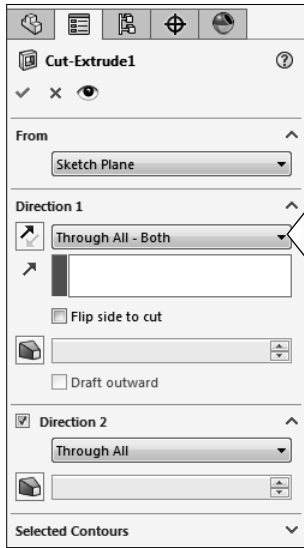 Cut-Extrude1
From
Sketch Plane
Direction 1
Through All - Both
Flip side to cut
Draft outward
Direction 2
Through All
Selected Contours